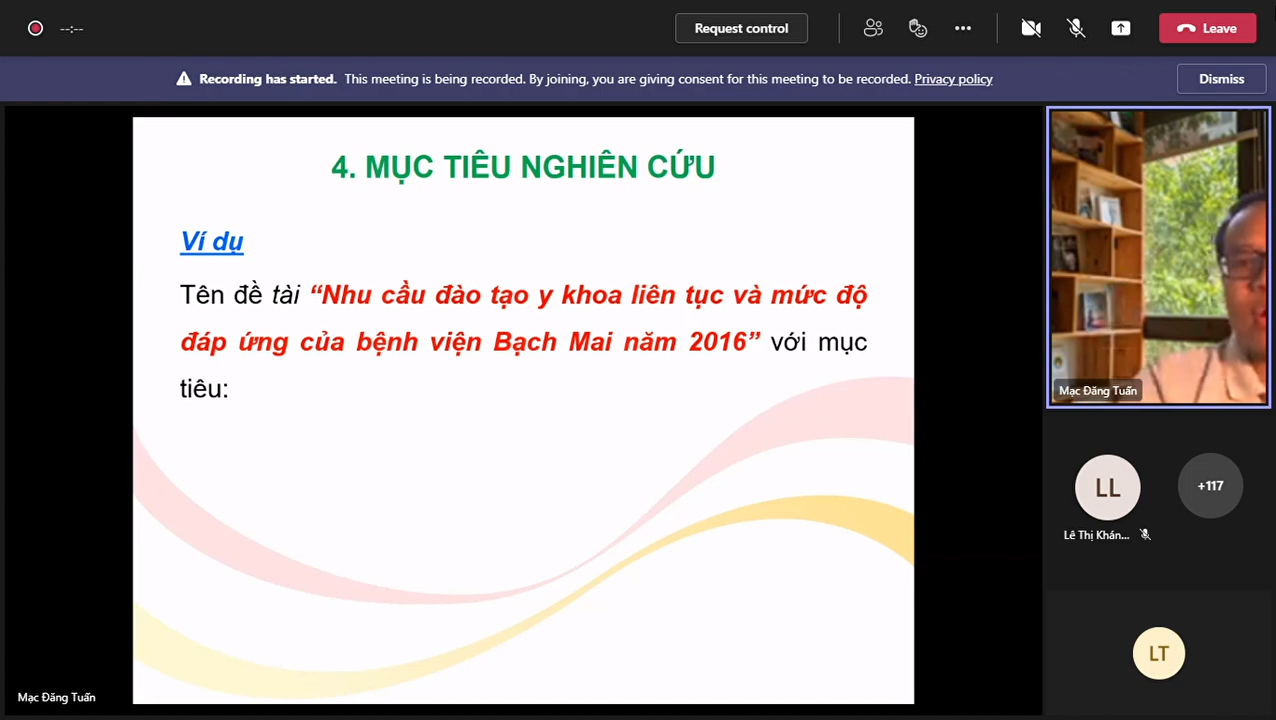 --:--
Request control
Leave
Recording has started. This meeting is being recorded. By joining, you are giving consent for this meeting to be recorded. Privacy policy
Dismiss
4. MỤC TIÊU NGHIÊN CỨU
Ví dụ
Tên đề tài “Nhu cầu đào tạo y khoa liên tục và mức độ
đáp ứng của bệnh viện Bạch Mai năm 2016” với mục
tiêu:
Mạc Đăng Tuấn
LL
+117
Lê Thị Khán...
LT
Mạc Đăng Tuấn